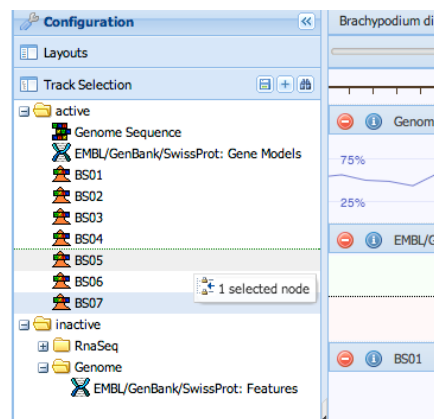 Configuration
Brachypodium di
Layouts
Track Selection
active
Genome Sequence
Genom
EMBL/GenBank/SwissProt: Gene Models
BS01
75%
BS02
BS03
25%
BS04
EMBL/G
BS05
BS06
1 selected node
BS07
inactive
RnaSeq
BS01
Genome
EMBL/GenBank/SwissProt: Features